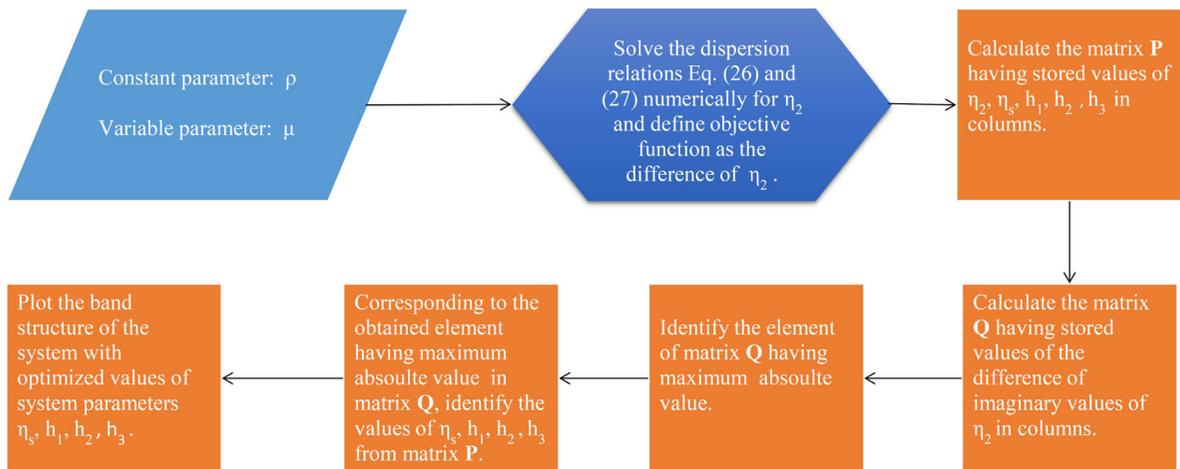 Constant parameter: ρ
Variable parameter: μ
Solve the dispersion
relations Eq. (26) and
(27) numerically for η₂
and define objective
function as the
difference of η₂ .
Calculate the matrix P
having stored values of
η₂, ηₛ, h₁, h₂ , h₃ in
columns.
Calculate the matrix
Q having stored
values of the
difference of
imaginary values of
η₂ in columns.
Identify the element
of matrix Q having
maximum absoulte
value.
Corresponding to the
obtained element
having maximum
absoulte value in
matrix Q, identify the
values of ηₛ, h₁, h₂ , h₃
from matrix P.
Plot the band
structure of the
system with
optimized values of
system parameters
ηₛ, h₁, h₂ , h₃ .